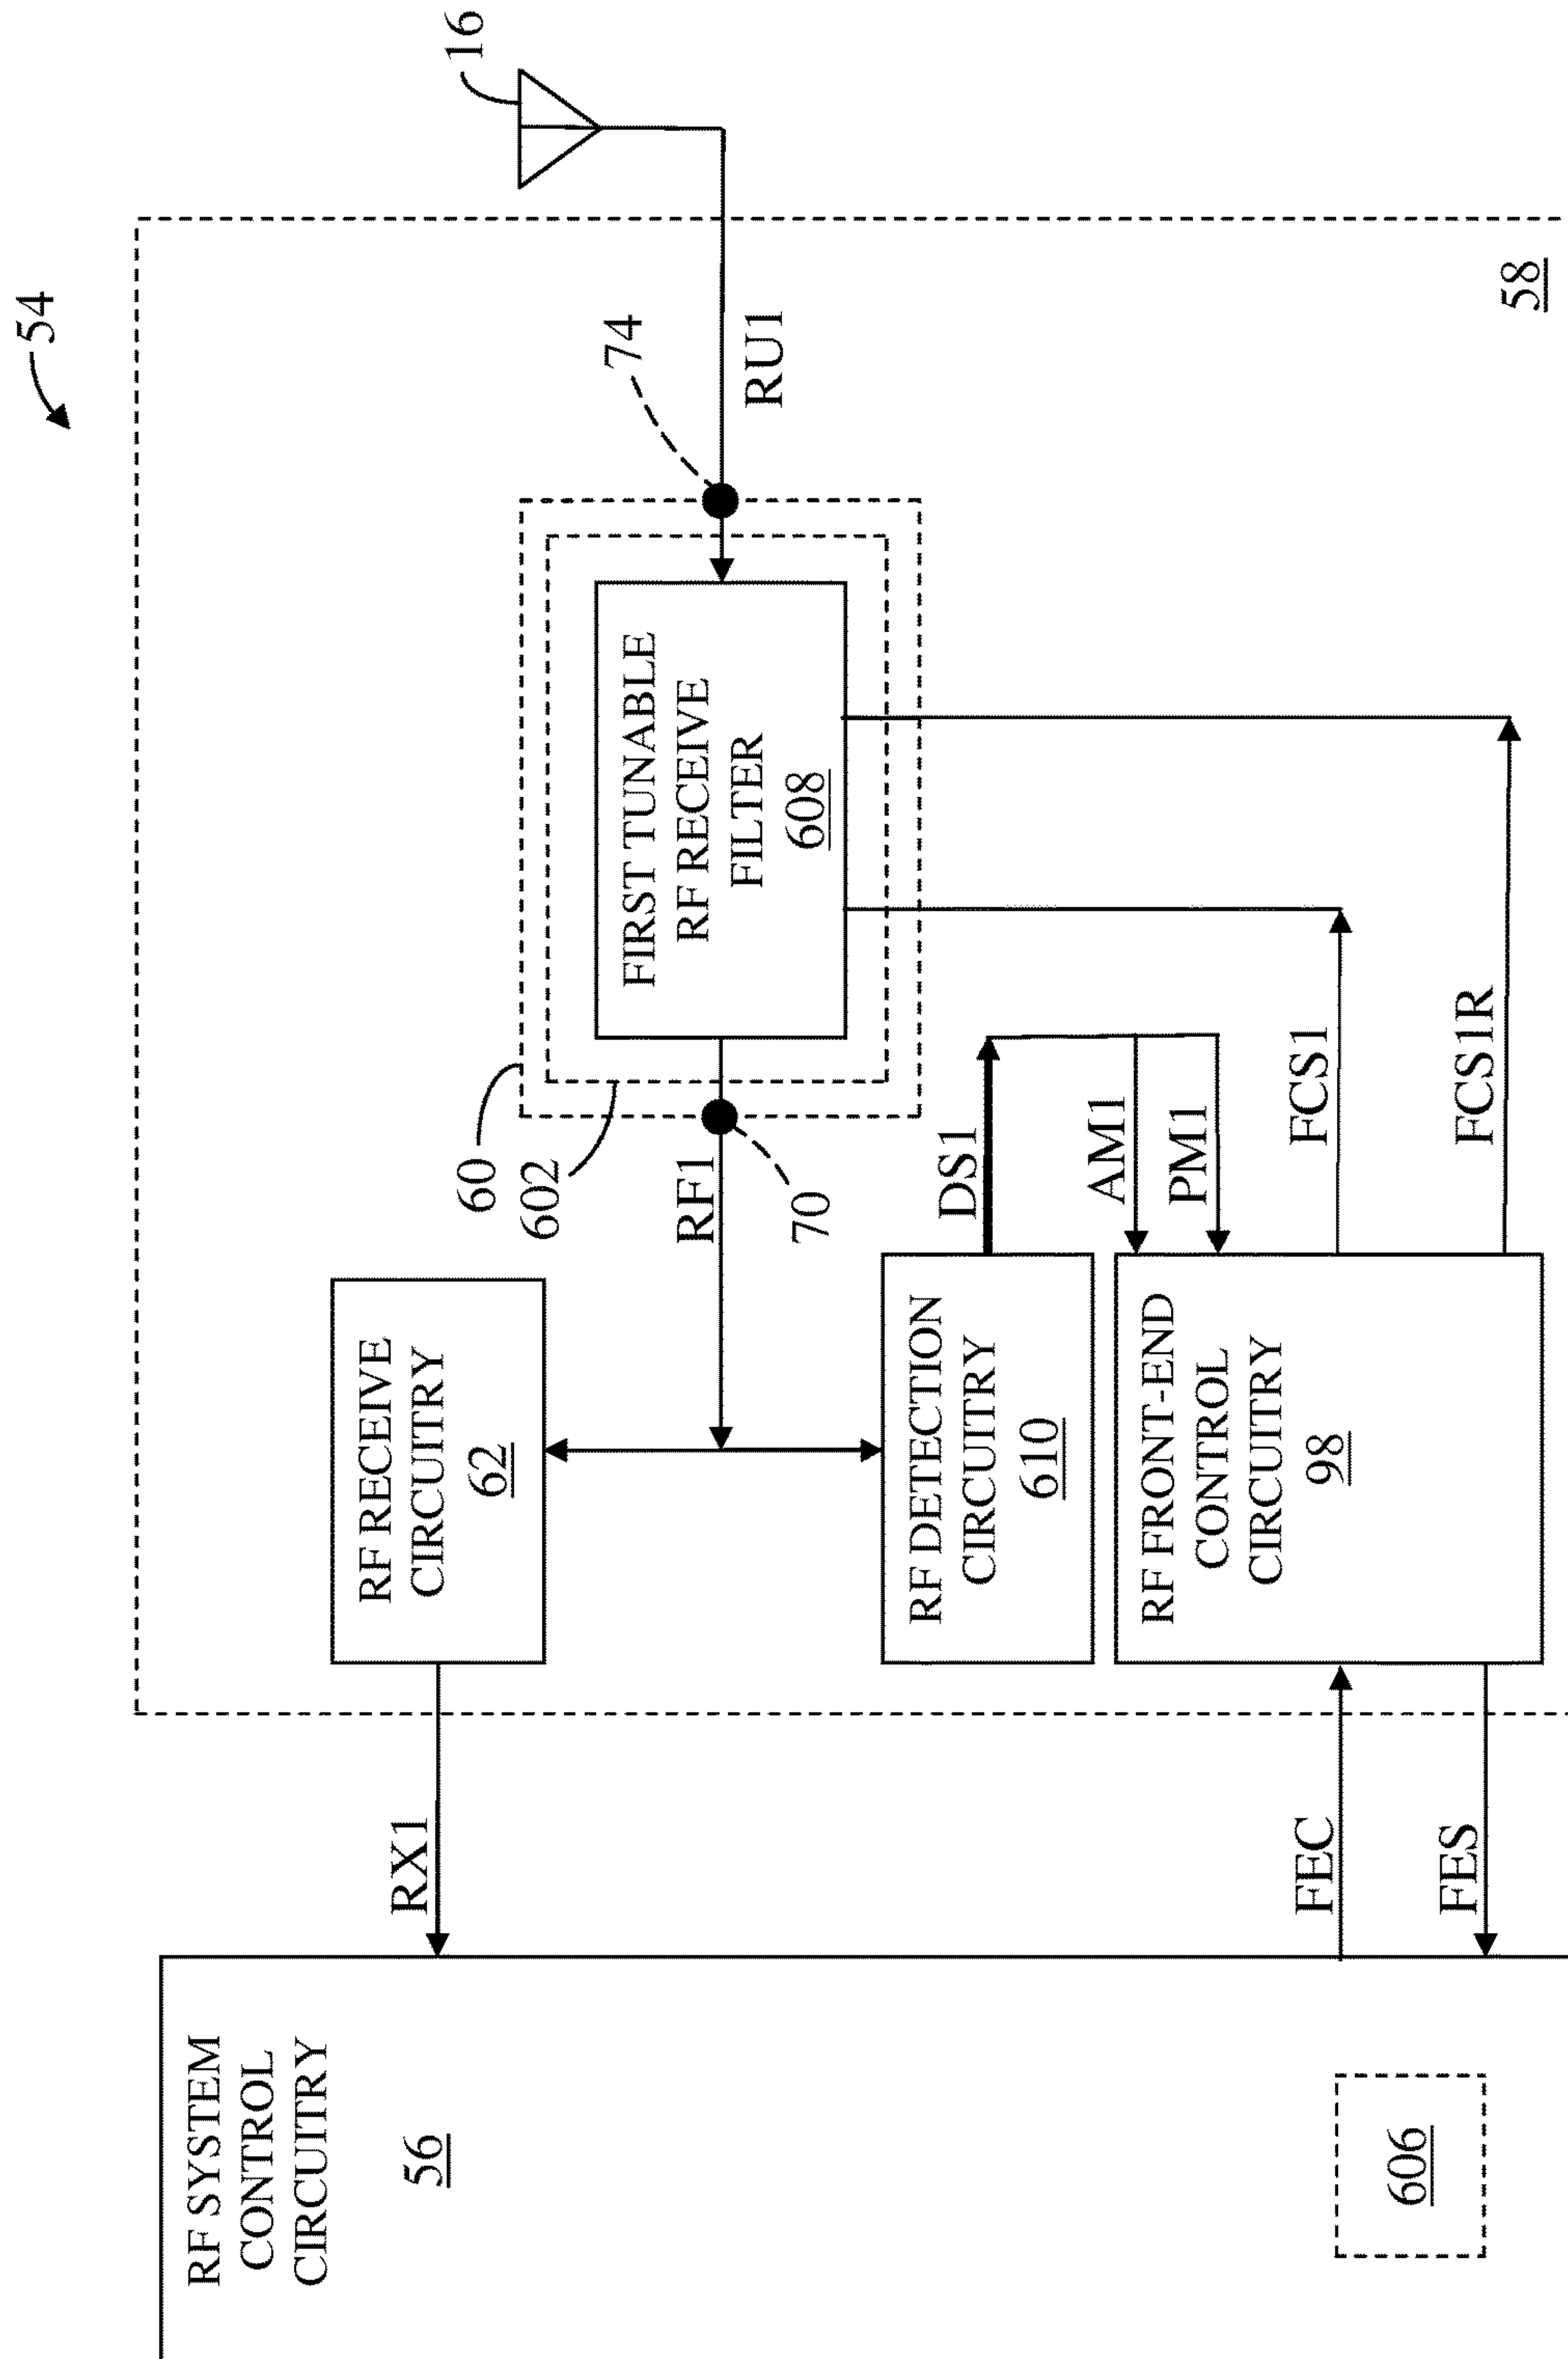 54
RF SYSTEM
CONTROL
CIRCUITRY
56
606
RX1
FEC
FES
RF RECEIVE
CIRCUITRY
62
RF DETECTION
CIRCUITRY
610
RF FRONT-END
CONTROL
CIRCUITRY
98
60
602
RF1
70
DS1
AM1
PM1
FCS1
FCS1R
FIRST TUNABLE
RF RECEIVE
FILTER
608
74
RU1
16
58